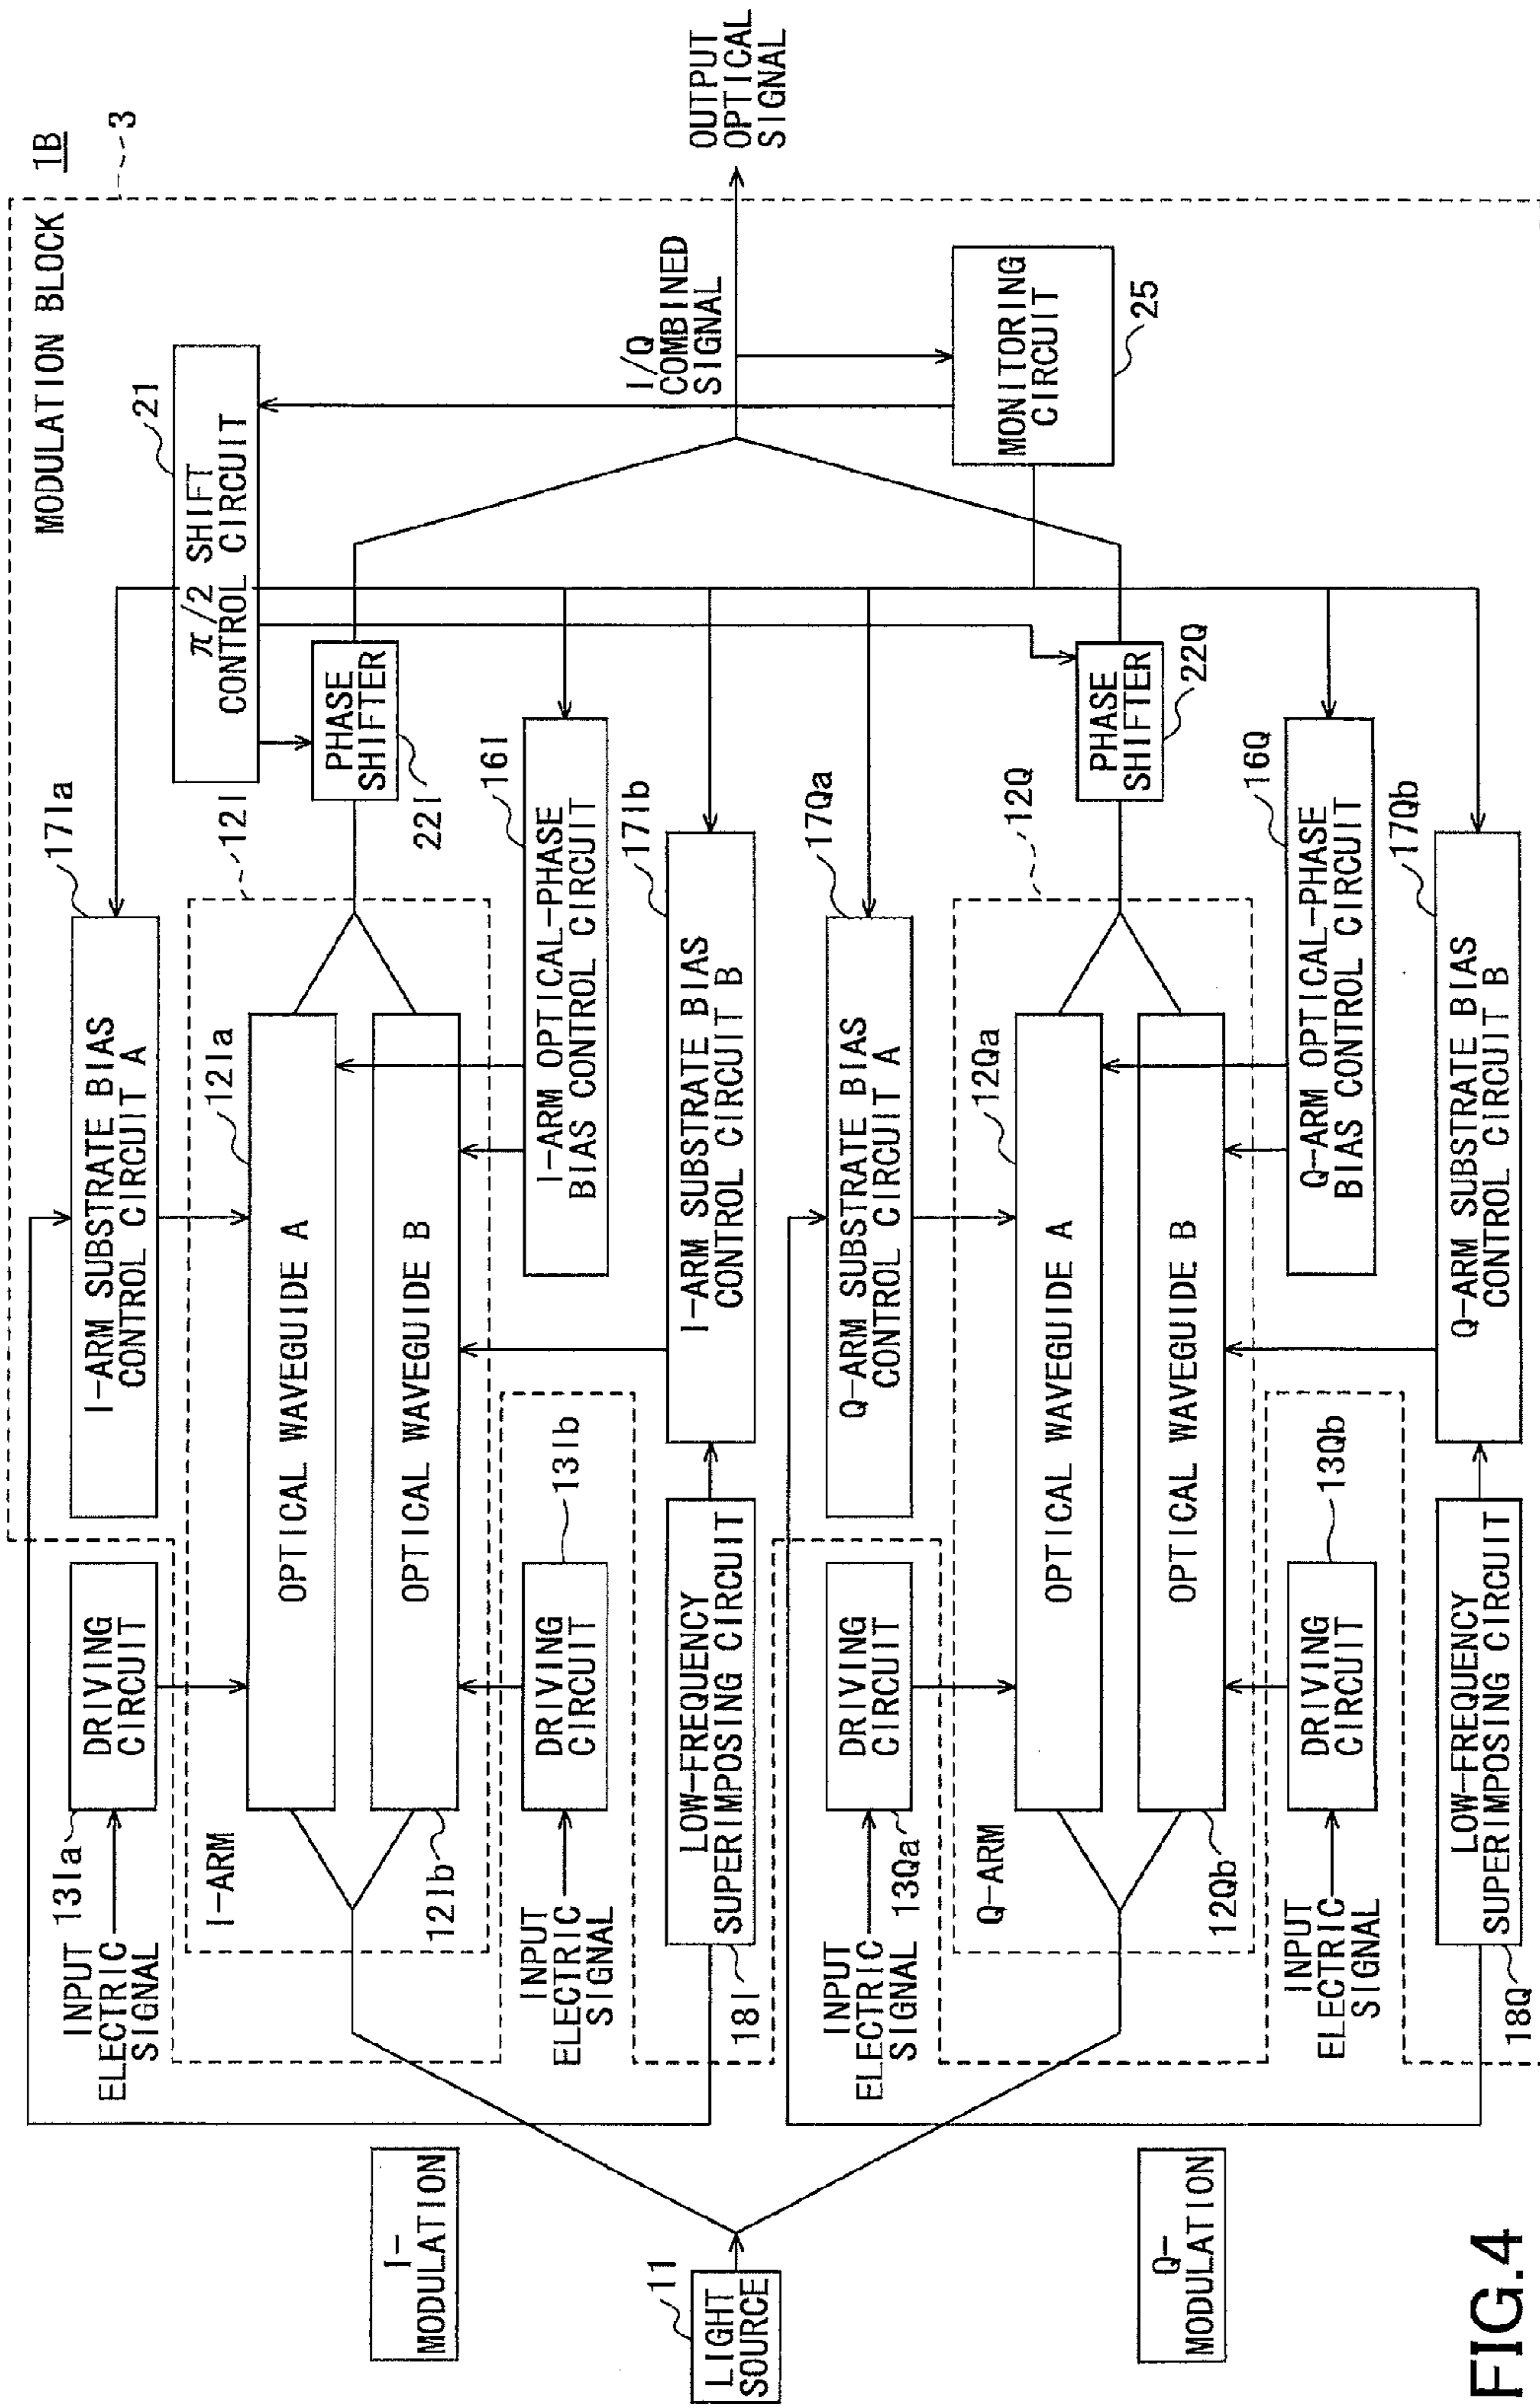 MODULATION BLOCK
1B
3
π/2 SHIFT
CONTROL CIRCUIT
21
OUTPUT
OPTICAL
SIGNAL
I/Q
COMBINED
SIGNAL
MONITORING
CIRCUIT
25
PHASE
SHIFTER
22I
PHASE
SHIFTER
22Q
I-ARM SUBSTRATE BIAS
CONTROL CIRCUIT A
17Ia
12I
12Ia
OPTICAL WAVEGUIDE A
OPTICAL WAVEGUIDE B
12Ib
I-ARM
I-ARM OPTICAL-PHASE
BIAS CONTROL CIRCUIT
16I
I-ARM SUBSTRATE BIAS
CONTROL CIRCUIT B
17Ib
DRIVING
CIRCUIT
13Ia
INPUT
ELECTRIC
SIGNAL
DRIVING
CIRCUIT
13Ib
INPUT
ELECTRIC
SIGNAL
LOW-FREQUENCY
SUPERIMPOSING CIRCUIT
18I
Q-ARM SUBSTRATE BIAS
CONTROL CIRCUIT A
17Qa
12Q
12Qa
OPTICAL WAVEGUIDE A
OPTICAL WAVEGUIDE B
12Qb
Q-ARM
Q-ARM OPTICAL-PHASE
BIAS CONTROL CIRCUIT
16Q
Q-ARM SUBSTRATE BIAS
CONTROL CIRCUIT B
17Qb
DRIVING
CIRCUIT
13Qa
INPUT
ELECTRIC
SIGNAL
DRIVING
CIRCUIT
13Qb
INPUT
ELECTRIC
SIGNAL
LOW-FREQUENCY
SUPERIMPOSING CIRCUIT
18Q
I-
MODULATION
11
LIGHT
SOURCE
Q-
MODULATION
FIG.4